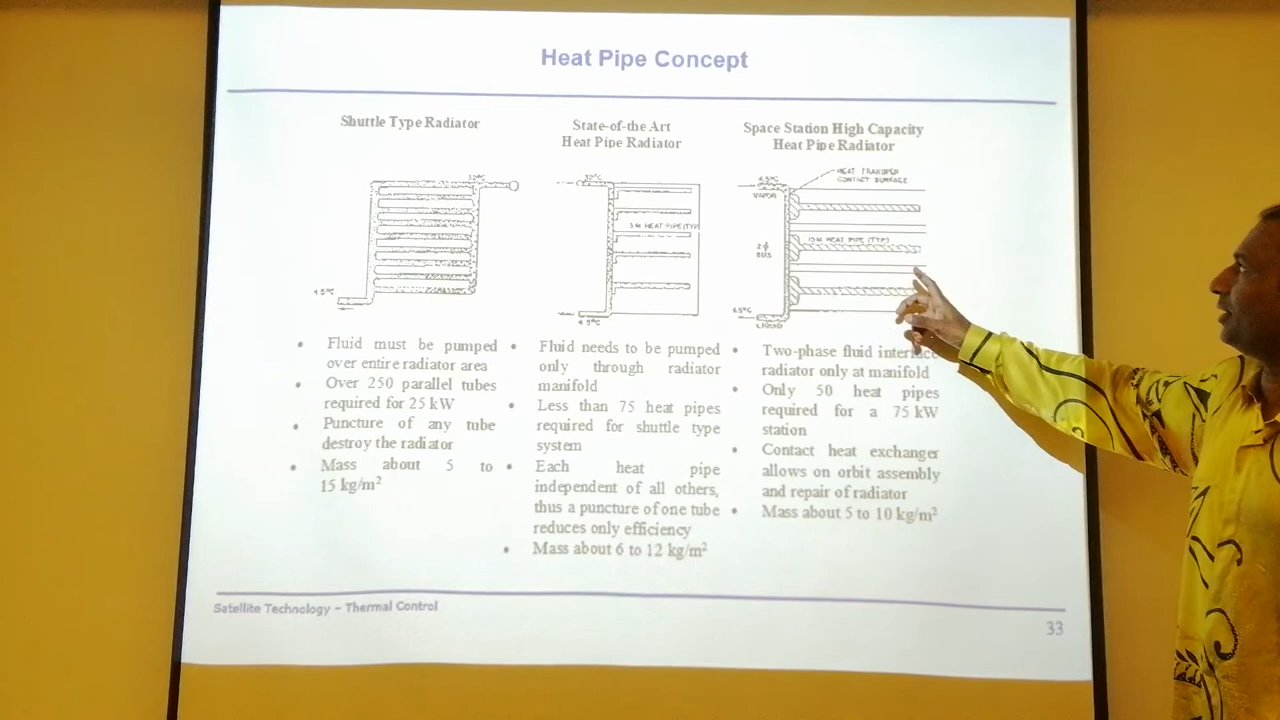 Heat Pipe Concept
Shuttle Type Radiator
4.5°C
• Fluid must be pumped
over entire radiator area
• Over 250 parallel tubes
required for 25 kW
• Puncture of any tube
destroy the radiator
• Mass about 5 to
15 kg/m²
State-of-the Art
Heat Pipe Radiator
3 M HEAT PIPE (TYP)
4.5°C
• Fluid needs to be pumped
only through radiator
manifold
• Less than 75 heat pipes
required for shuttle type
system
• Each heat pipe
independent of all others,
thus a puncture of one tube
reduces only efficiency
• Mass about 6 to 12 kg/m²
Space Station High Capacity
Heat Pipe Radiator
HEAT TRANSFER
CONTACT SURFACE
VAPOR
15 M HEAT PIPE (TYP.)
2 ϕ
BUS
LIQUID
• Two-phase fluid interface
radiator only at manifold
• Only 50 heat pipes
required for a 75 kW
station
• Contact heat exchanger
allows on orbit assembly
and repair of radiator
• Mass about 5 to 10 kg/m²
Satellite Technology – Thermal Control
33